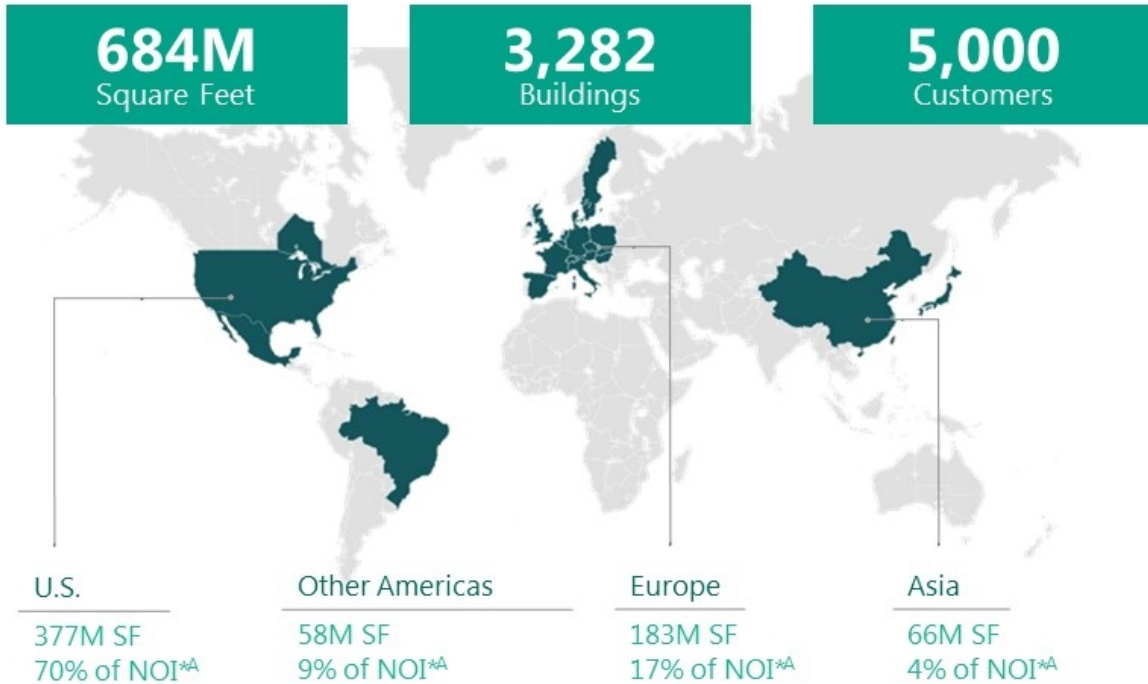 684M
Square Feet
3,282
Buildings
5,000
Customers
U.S.
377M SF
70% of NOI*ᴬ
Other Americas
58M SF
9% of NOI*ᴬ
Europe
183M SF
17% of NOI*ᴬ
Asia
66M SF
4% of NOI*ᴬ